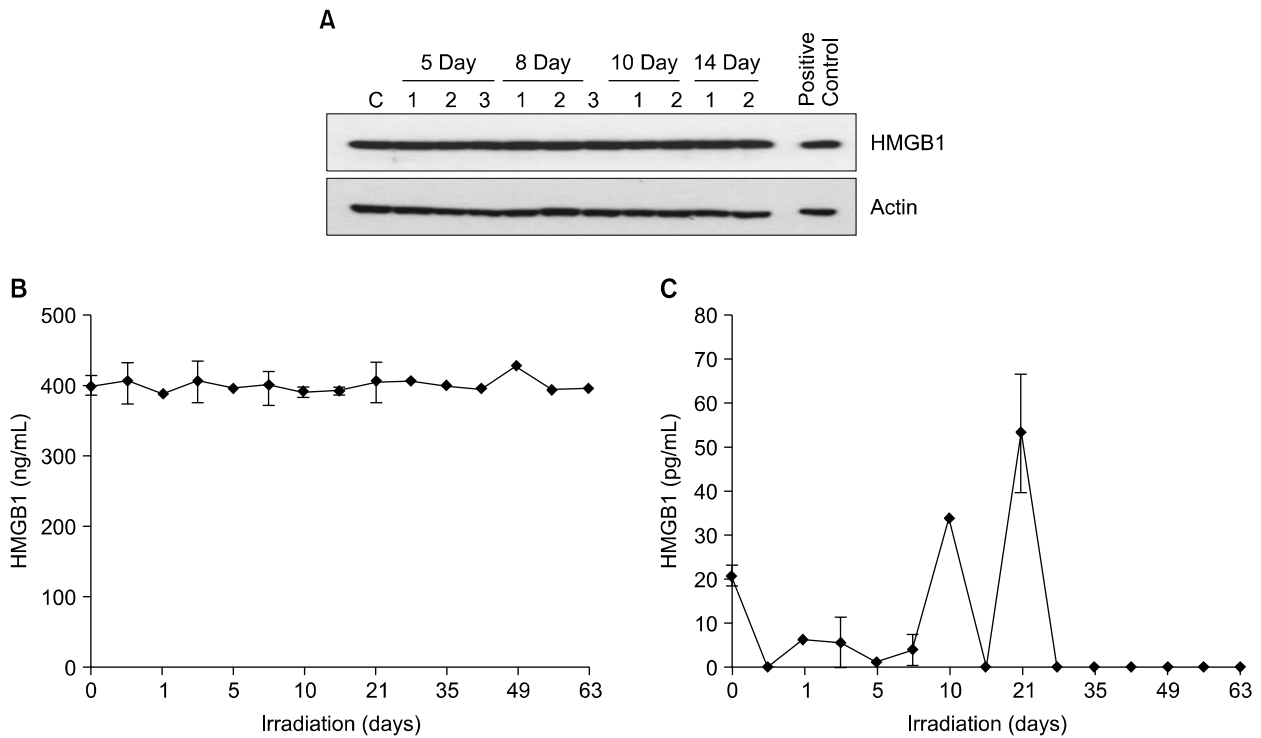 A
5 Day 8 Day 10 Day 14 Day Positive Control
C 1 2 3 1 2 3 1 2 1 2
HMGB1
Actin
B
500
400
300
200
100
0
HMGB1 (ng/mL)
0 1 5 10 21 35 49 63
Irradiation (days)
C
80
70
60
50
40
30
20
10
0
HMGB1 (pg/mL)
0 1 5 10 21 35 49 63
Irradiation (days)